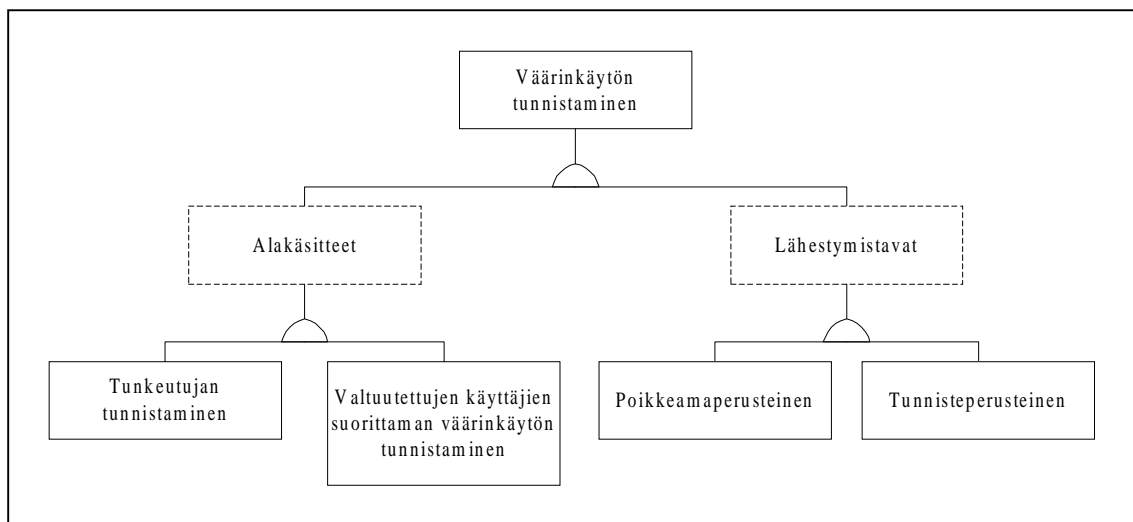 Väärinkäytön
tunnistaminen
Alakäsitteet
Lähestymistavat
Tunkeutujan
tunnistaminen
Valtuutettujen käyttäjien
suorittaman väärinkäytön
tunnistaminen
Poikkeamaperusteinen
Tunnisteperusteinen